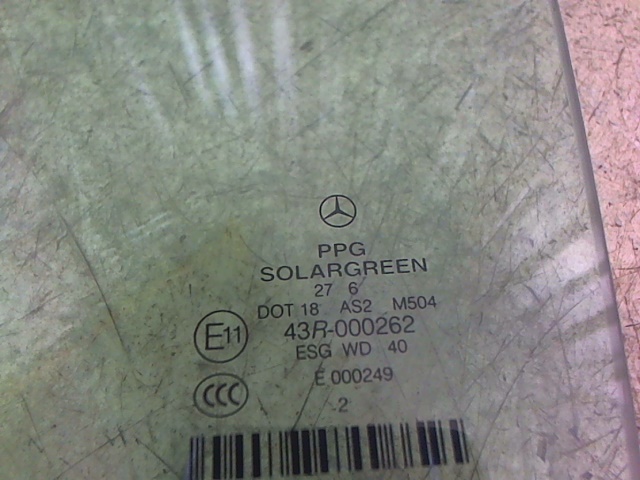 PPG
SOLARGREEN
27 6
DOT 18 AS2 M504
E11 43R-000262
ESG WD 40
CCC E 000249
2